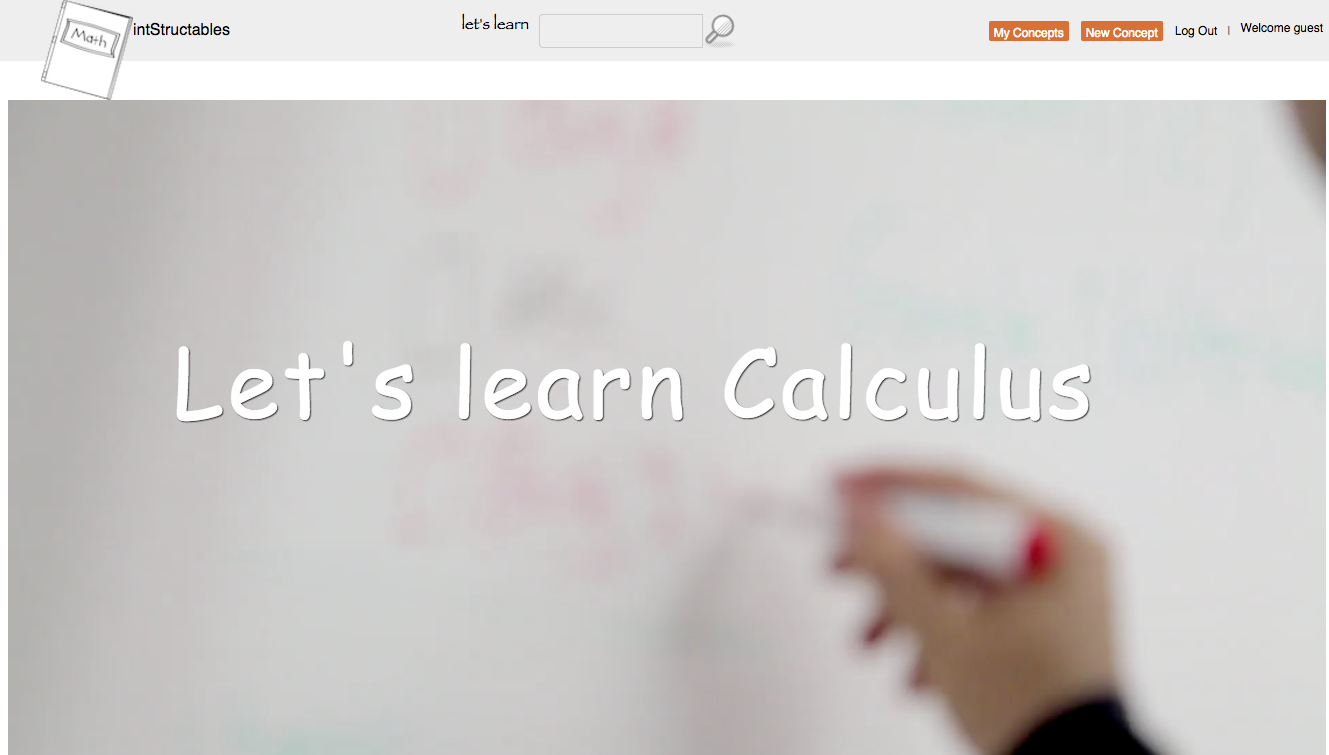 Math
intStructables
let's learn
My Concepts
New Concept
Log Out | Welcome guest
Let's learn Calculus